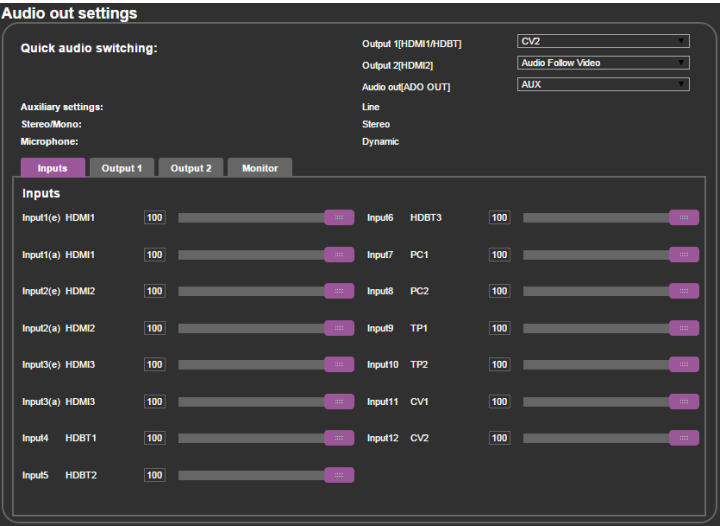 Audio out settings
Quick audio switching:
Output 1[HDMI1/HDBT] CV2
Output 2[HDMI2] Audio Follow Video
Audio out[ADO OUT] AUX
Auxiliary settings: Line
Stereo/Mono: Stereo
Microphone: Dynamic
Inputs Output 1 Output 2 Monitor
Inputs
Input1(e) HDMI1 100 Input6 HDBT3 100
Input1(a) HDMI1 100 Input7 PC1 100
Input2(e) HDMI2 100 Input8 PC2 100
Input2(a) HDMI2 100 Input9 TP1 100
Input3(e) HDMI3 100 Input10 TP2 100
Input3(a) HDMI3 100 Input11 CV1 100
Input4 HDBT1 100 Input12 CV2 100
Input5 HDBT2 100